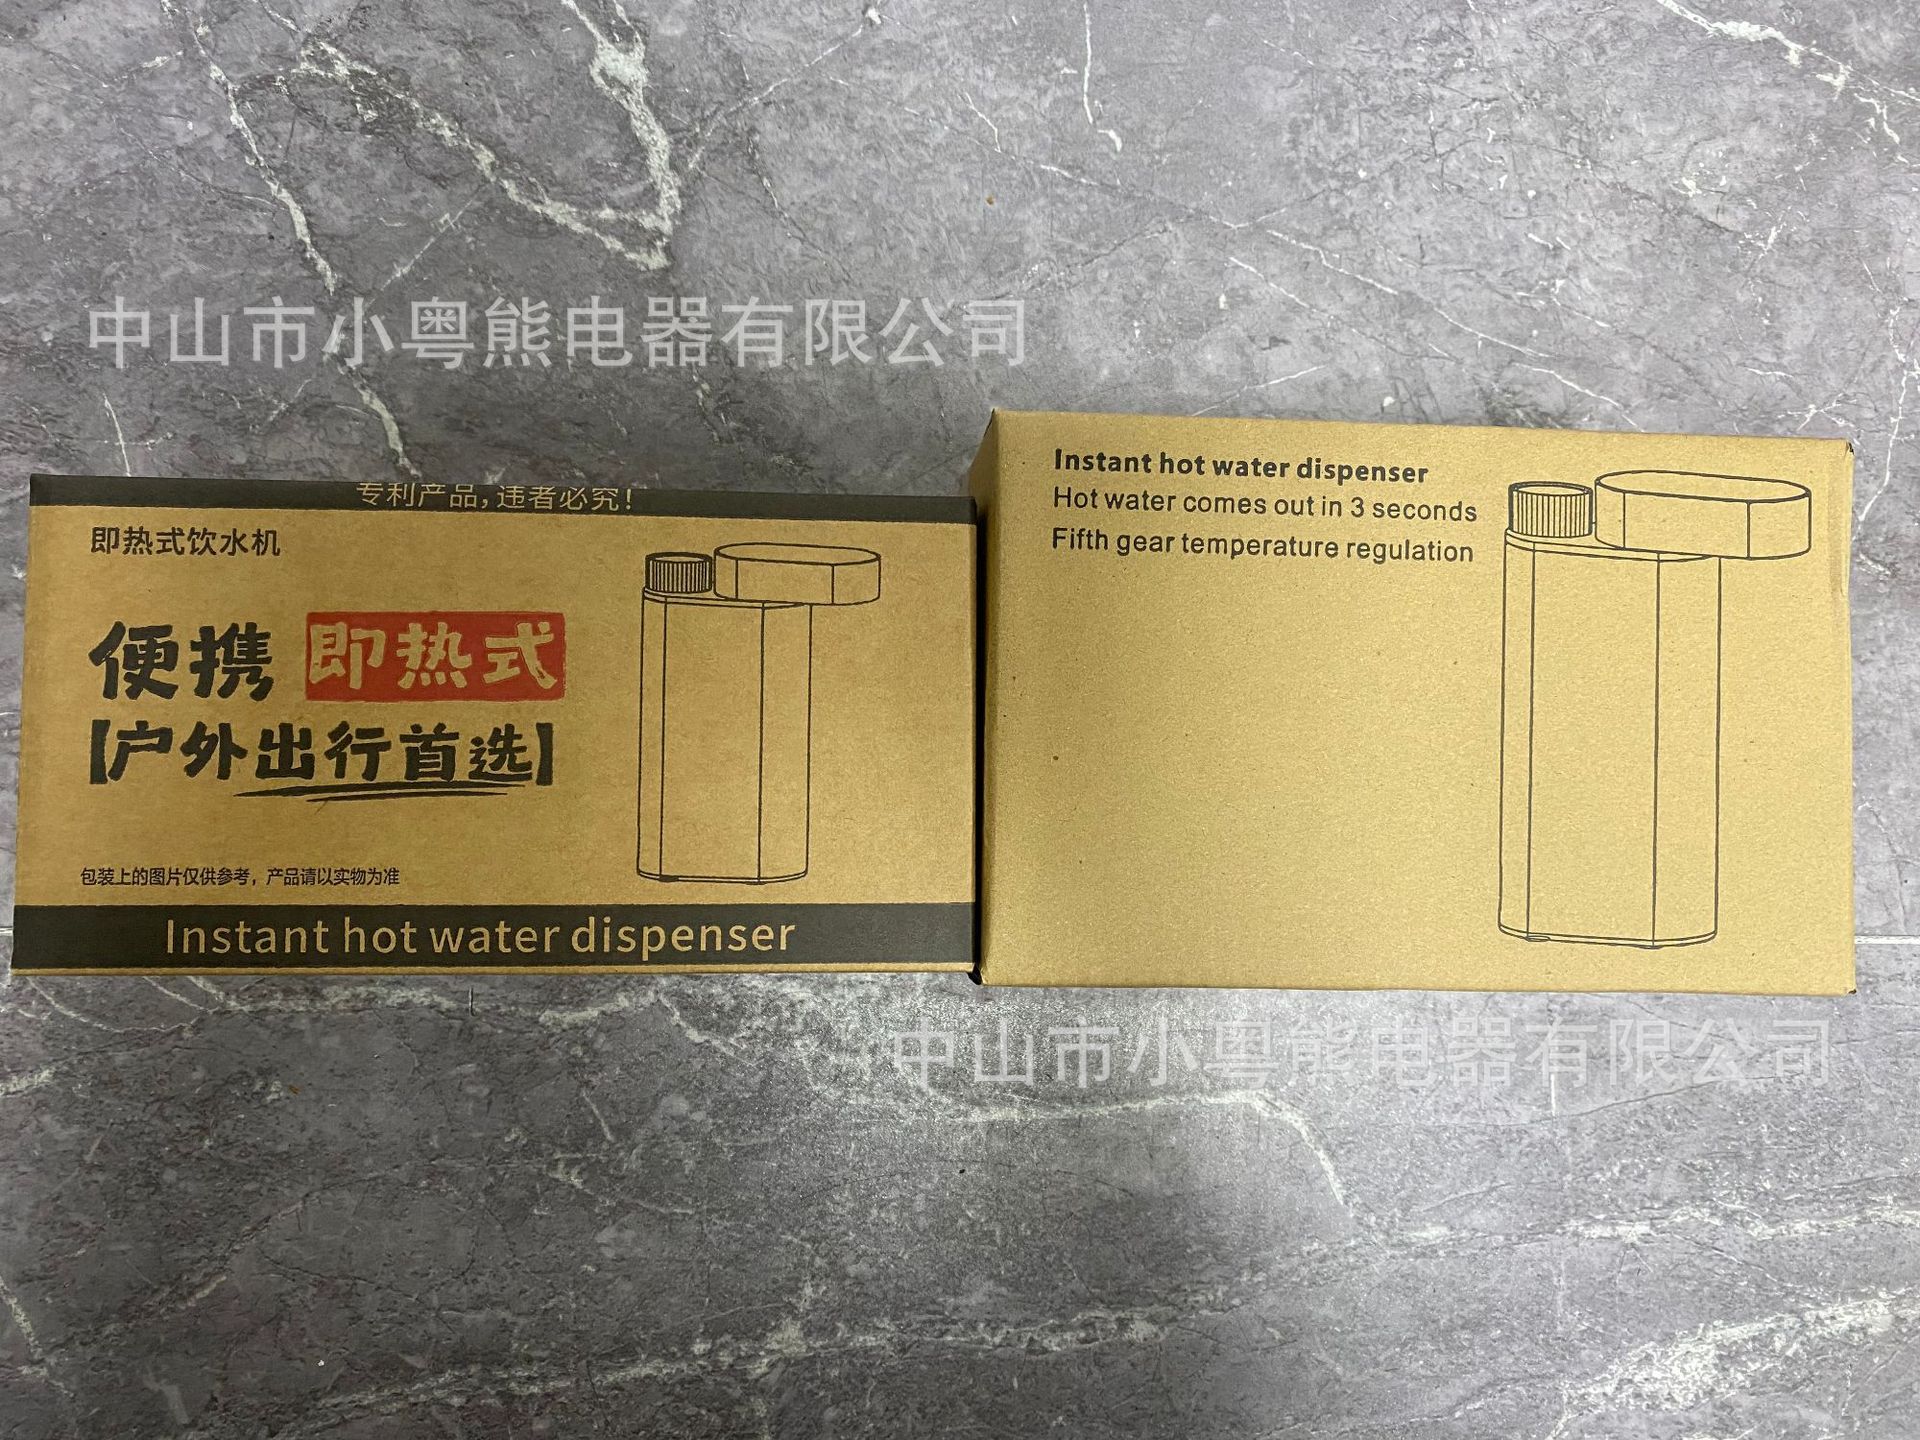 中山市小粤熊电器有限公司
专利产品,违者必究!
即热式饮水机
便携 即热式
【户外出行首选】
包装上的图片仅供参考，产品请以实物为准
Instant hot water dispenser
Instant hot water dispenser
Hot water comes out in 3 seconds
Fifth gear temperature regulation
中山市小粤熊电器有限公司